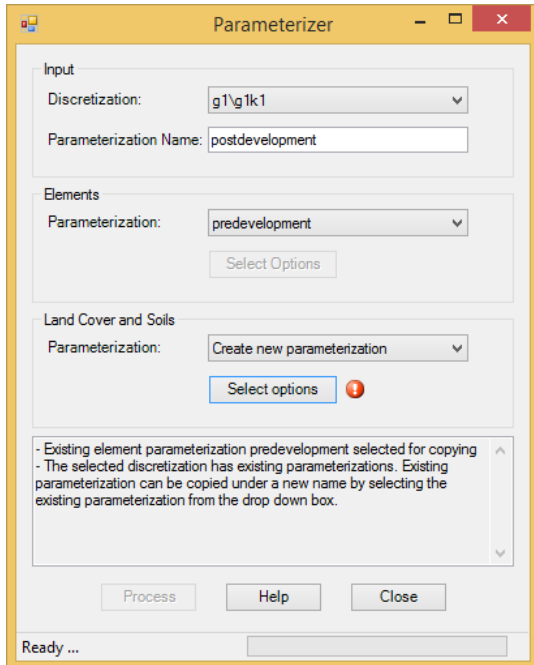 Parameterizer
Input
Discretization:
g1\g1k1
Parameterization Name:
postdevelopment
Elements
Parameterization:
predevelopment
Select Options
Land Cover and Soils
Parameterization:
Create new parameterization
Select options
- Existing element parameterization predevelopment selected for copying
- The selected discretization has existing parameterizations. Existing
parameterization can be copied under a new name by selecting the
existing parameterization from the drop down box.
Process
Help
Close
Ready ...